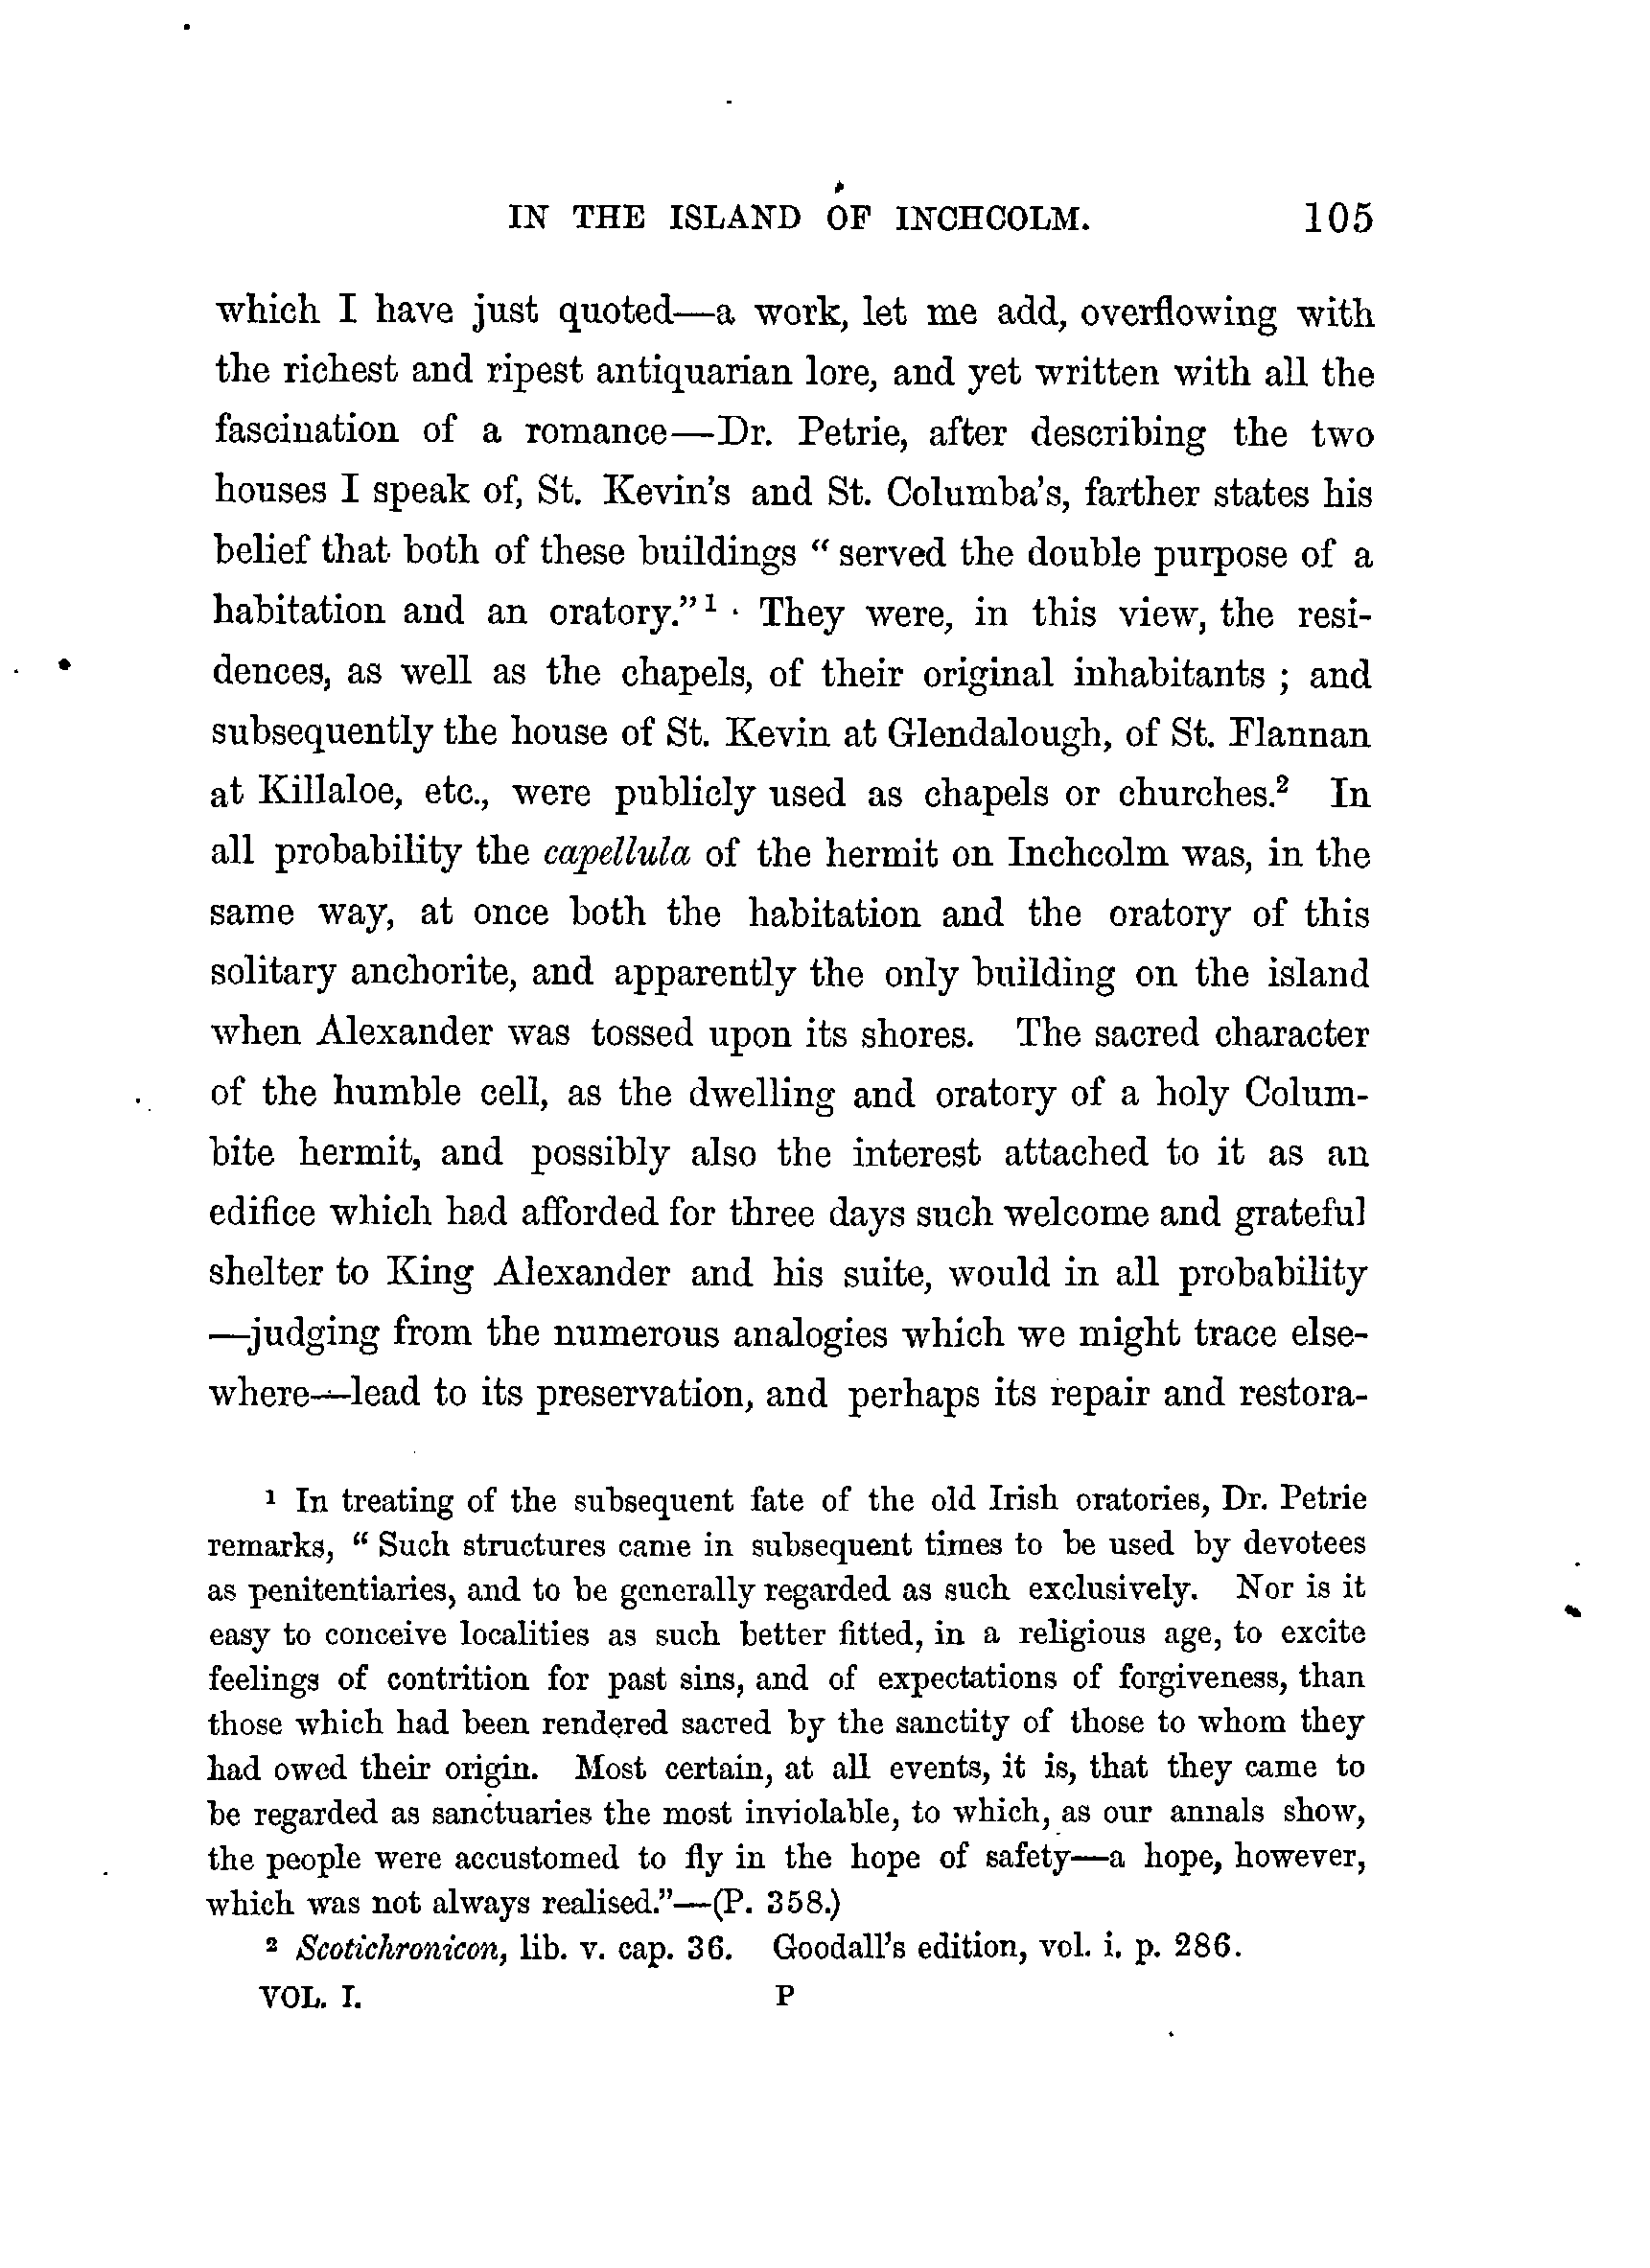 IN THE ISLAND OF INCHCOLM. 105
which I have just quoted—a work, let me add, overflowing with
the richest and ripest antiquarian lore, and yet written with all the
fascination of a romance—Dr. Petrie, after describing the two
houses I speak of, St. Kevin's and St. Columba's, farther states his
belief that both of these buildings “ served the double purpose of a
habitation and an oratory.”¹ They were, in this view, the resi-
dences, as well as the chapels, of their original inhabitants ; and
subsequently the house of St. Kevin at Glendalough, of St. Flannan
at Killaloe, etc., were publicly used as chapels or churches.² In
all probability the capellula of the hermit on Inchcolm was, in the
same way, at once both the habitation and the oratory of this
solitary anchorite, and apparently the only building on the island
when Alexander was tossed upon its shores. The sacred character
of the humble cell, as the dwelling and oratory of a holy Colum-
bite hermit, and possibly also the interest attached to it as an
edifice which had afforded for three days such welcome and grateful
shelter to King Alexander and his suite, would in all probability
—judging from the numerous analogies which we might trace else-
where—lead to its preservation, and perhaps its repair and restora-
¹ In treating of the subsequent fate of the old Irish oratories, Dr. Petrie
remarks, “ Such structures came in subsequent times to be used by devotees
as penitentiaries, and to be generally regarded as such exclusively. Nor is it
easy to conceive localities as such better fitted, in a religious age, to excite
feelings of contrition for past sins, and of expectations of forgiveness, than
those which had been rendered sacred by the sanctity of those to whom they
had owed their origin. Most certain, at all events, it is, that they came to
be regarded as sanctuaries the most inviolable, to which, as our annals show,
the people were accustomed to fly in the hope of safety—a hope, however,
which was not always realised.”—(P. 358.)
² Scotichronicon, lib. v. cap. 36. Goodall's edition, vol. i. p. 286.
VOL. I. P